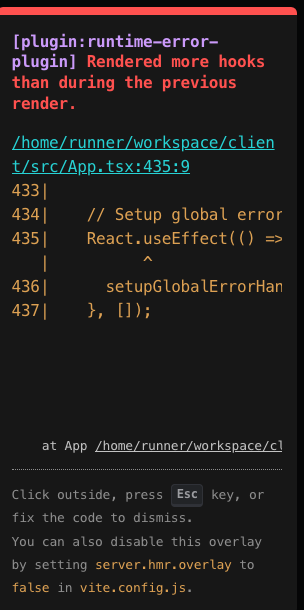 [plugin:runtime-error-
plugin] Rendered more hooks
than during the previous
render.
/home/runner/workspace/clien
t/src/App.tsx:435:9
433|
434|    // Setup global error
435|    React.useEffect(() =>
   |         ^
436|      setupGlobalErrorHan
437|    }, []);
at App /home/runner/workspace/cl
Click outside, press Esc key, or
fix the code to dismiss.
You can also disable this overlay
by setting server.hmr.overlay to
false in vite.config.js.